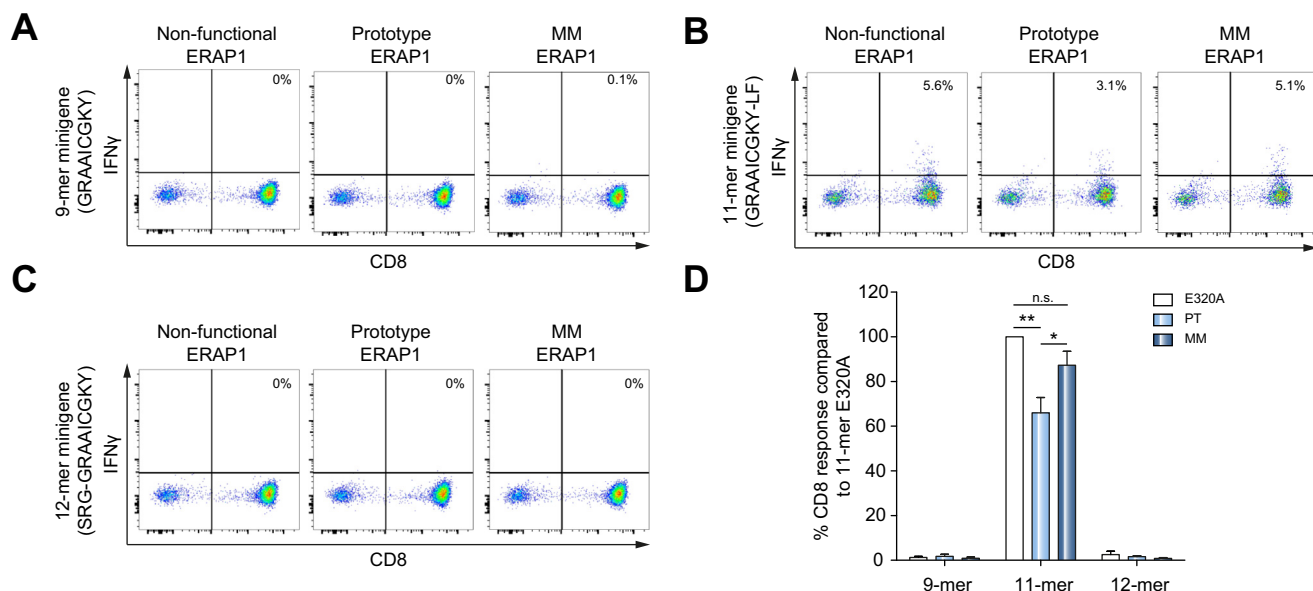 A
Non-functional ERAP1
Prototype ERAP1
MM ERAP1
9-mer minigene
(GRAAICGKY)
IFNγ
0%
0%
0.1%
CD8
B
Non-functional ERAP1
Prototype ERAP1
MM ERAP1
11-mer minigene
(GRAAICGKY-LF)
IFNγ
5.6%
3.1%
5.1%
CD8
C
Non-functional ERAP1
Prototype ERAP1
MM ERAP1
12-mer minigene
(SRG-GRAAICGKY)
IFNγ
0%
0%
0%
CD8
D
% CD8 response compared
to 11-mer E320A
120
100
80
60
40
20
0
n.s.
**
*
E320A
PT
MM
9-mer
11-mer
12-mer